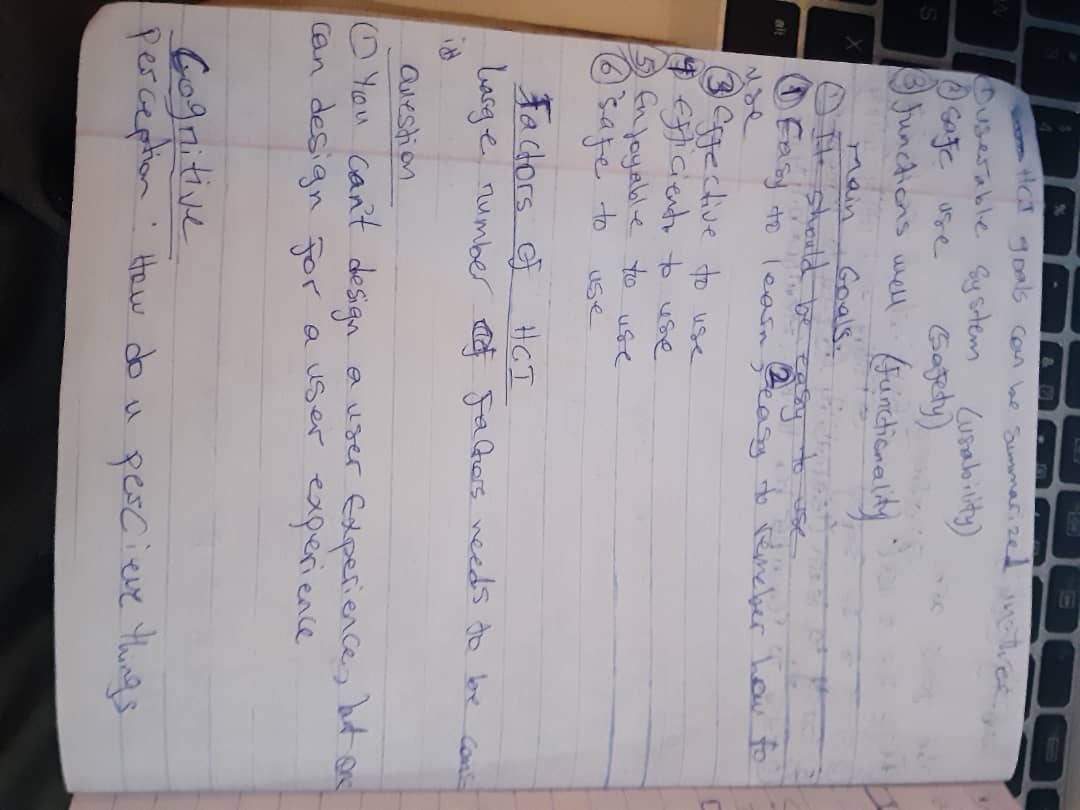 HCI goals can be summarized in three
① userable system (usability)
② safe use (safety)
③ functions well (functionality
main Goals.
① It should be easy to use
① Easy to learn, ② easy to remeber how to
use
③ Effective to use
4 Efficient to use
⑤ Enjoyable to use
⑥ safe to use
Factors of HCI
Large number of factors needs to be cons
id
Question
① You can't design a user Experience, but one
can design for a user experience
Cognitive
perception : How do u percieve things